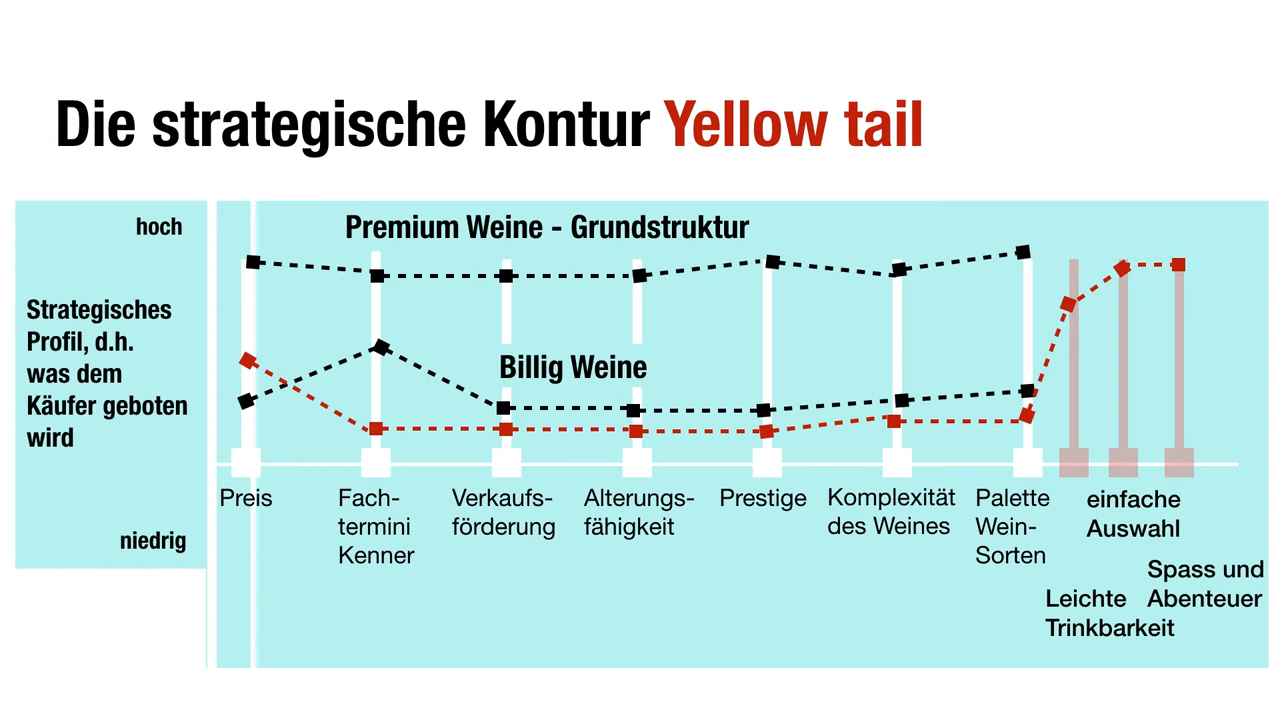 Die strategische Kontur Yellow tail
hoch
Premium Weine - Grundstruktur
Strategisches
Profil, d.h.
was dem
Käufer geboten
wird
Billig Weine
niedrig
Preis
Fach-
termini
Kenner
Verkaufs-
förderung
Alterungs-
fähigkeit
Prestige
Komplexität
des Weines
Palette
Wein-
Sorten
einfache
Auswahl
Leichte
Trinkbarkeit
Spass und
Abenteuer